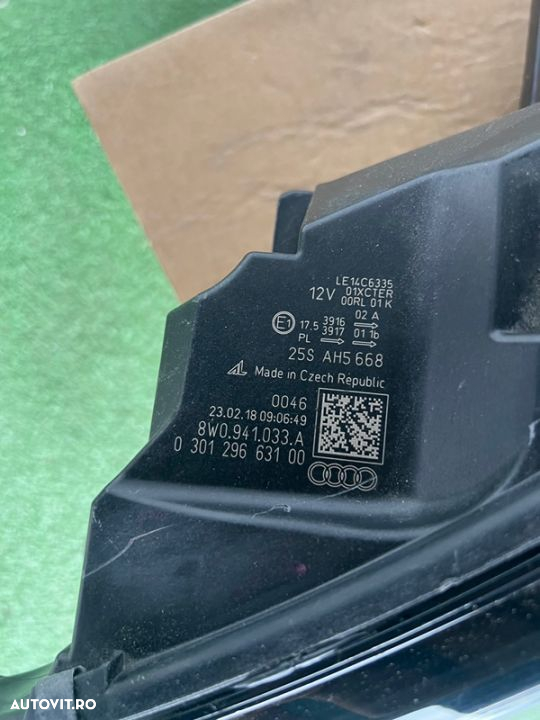 LE14C6335
12V 01XCTER
00RL 01K
02 A
E1 17.5 3916
PL 3917 01 1b
25S AH5 668
AL Made in Czech Republic
0046
23.02.18 09:06:49
8W0.941.033.A
0 301 296 631 00
AUTOVIT.RO